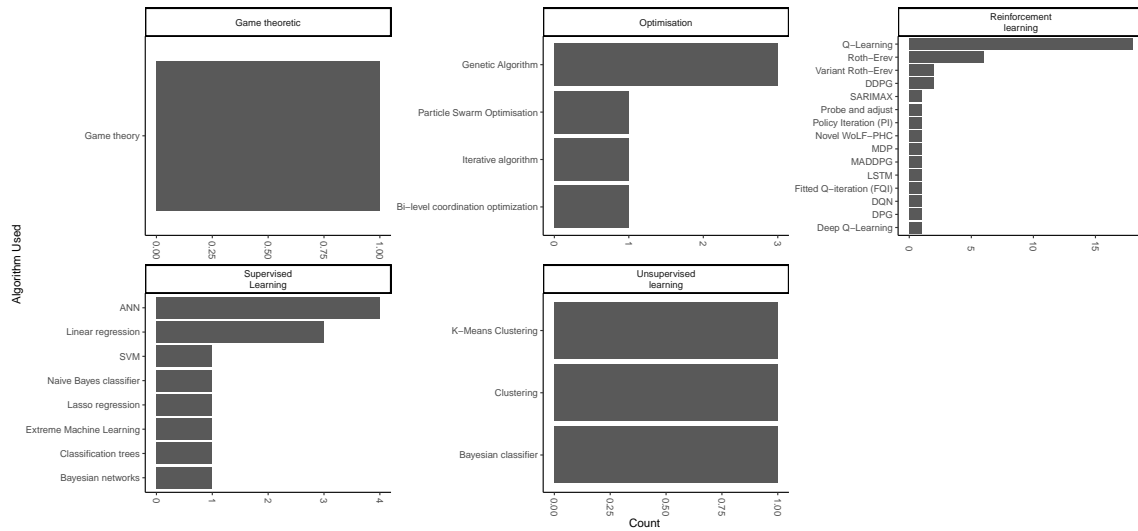 Game theoretic
Game theory
0.00
0.25
0.50
0.75
1.00
Optimisation
Genetic Algorithm
Particle Swarm Optimisation
Iterative algorithm
Bi−level coordination optimization
0
1
2
3
Reinforcement
learning
Q−Learning
Roth−Erev
Variant Roth−Erev
DDPG
SARIMAX
Probe and adjust
Policy Iteration (PI)
Novel WoLF−PHC
MDP
MADDPG
LSTM
Fitted Q−iteration (FQI)
DQN
DPG
Deep Q−Learning
0
5
10
15
Supervised
Learning
ANN
Linear regression
SVM
Naive Bayes classifier
Lasso regression
Extreme Machine Learning
Classification trees
Bayesian networks
0
1
2
3
4
Unsupervised
learning
K−Means Clustering
Clustering
Bayesian classifier
0.00
0.25
0.50
0.75
1.00
Algorithm Used
Count